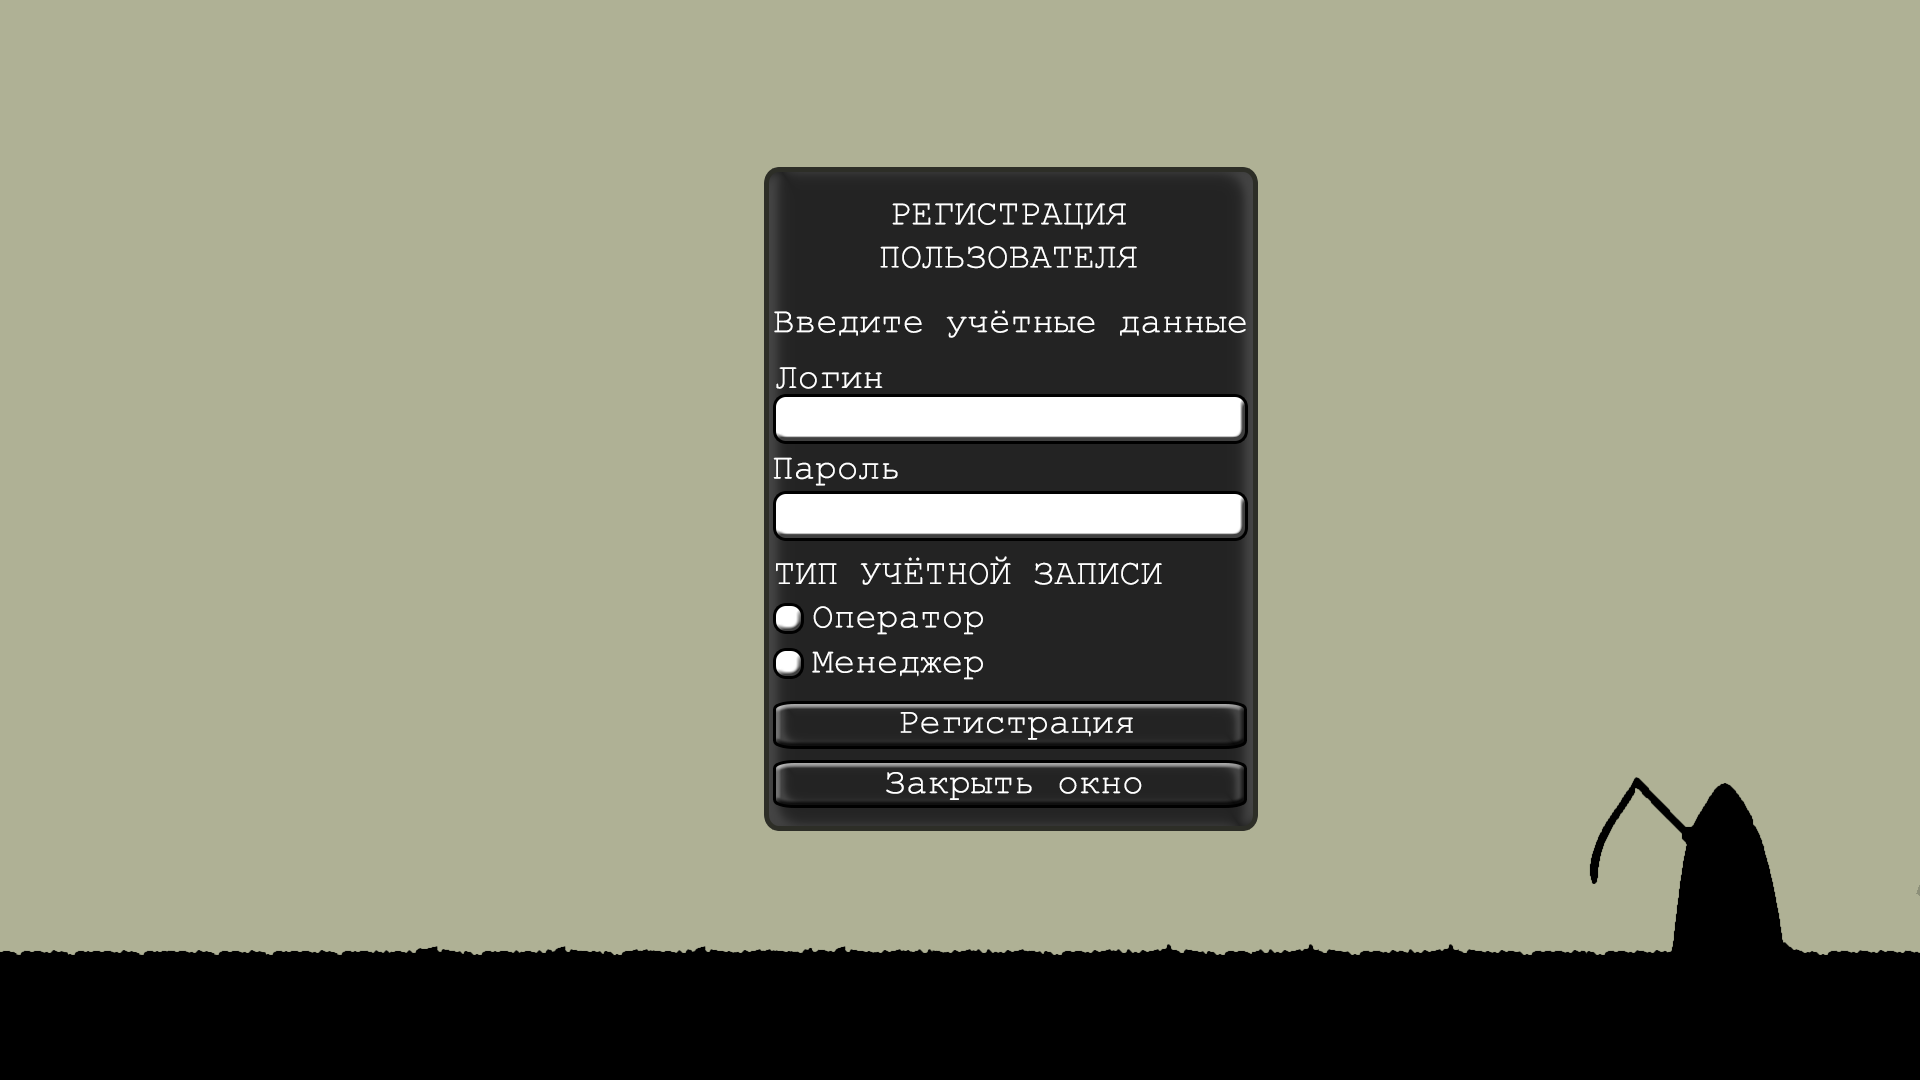 РЕГИСТРАЦИЯ
ПОЛЬЗОВАТЕЛЯ
Введите учётные данные
Логин
Пароль
ТИП УЧЁТНОЙ ЗАПИСИ
Оператор
Менеджер
Регистрация
Закрыть окно